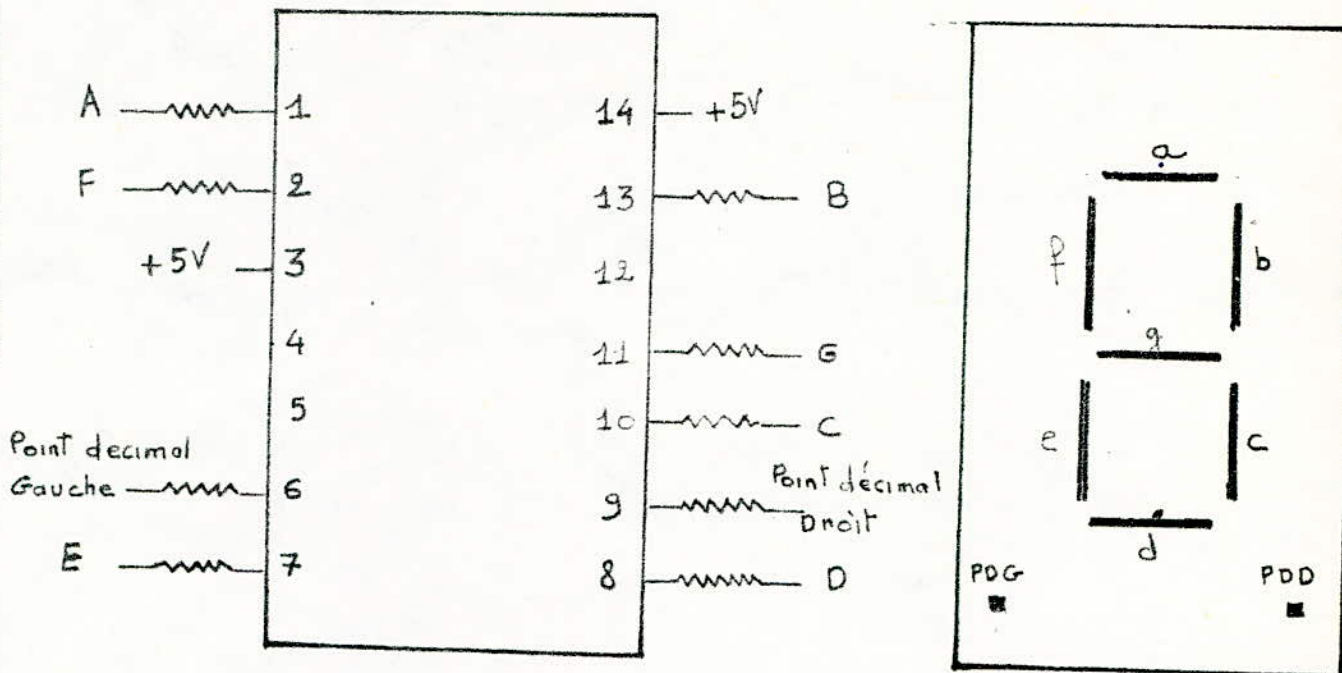 A 1 14 +5V
F 2 13 B
+5V 3 12
4 11 G
5 10 C
Point decimal
Gauche 6 9 Point décimal
Droit
E 7 8 D
a
f b
g
e c
d
PDG PDD